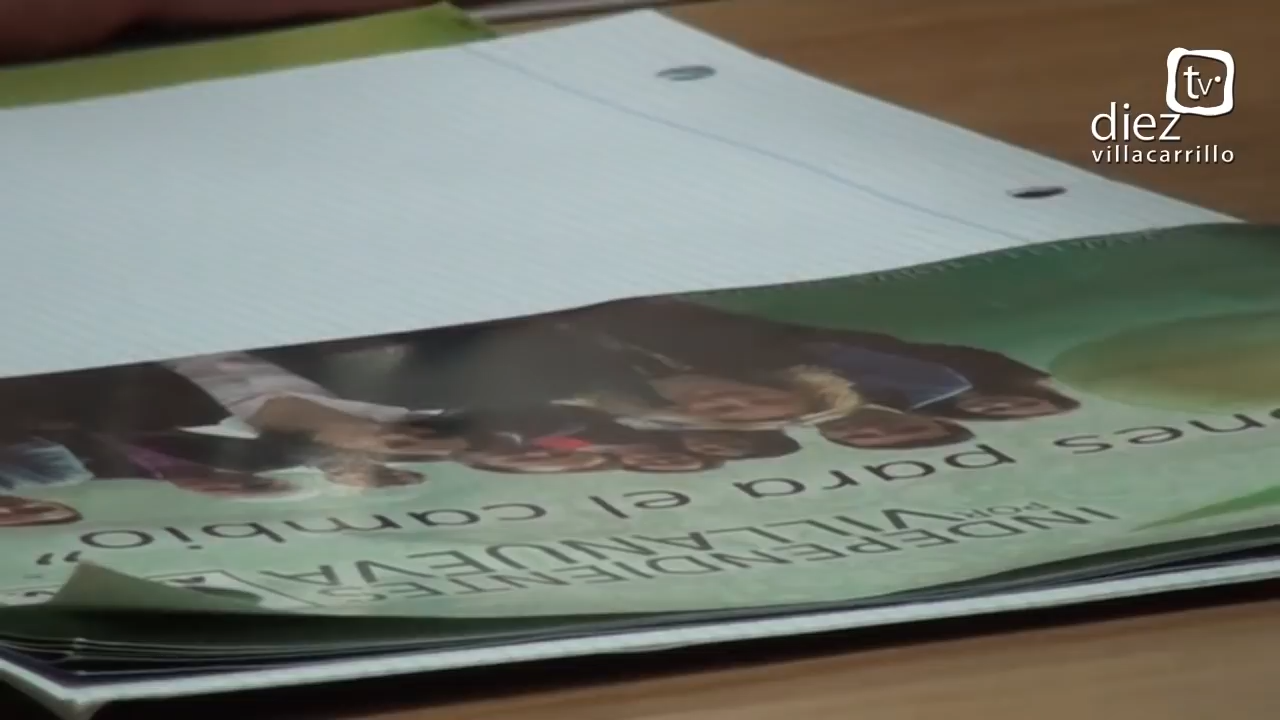 tv
diez
villacarrillo
nes para el cambio"
INDEPENDIENTES
POR VILLANUEVA